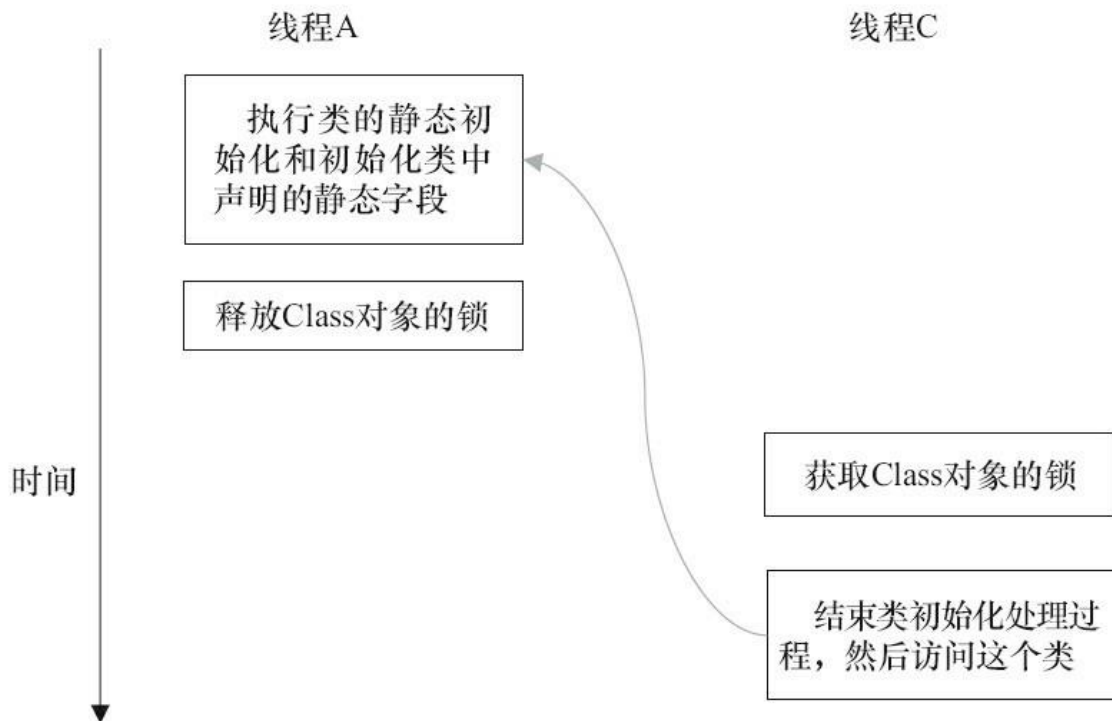 线程A
线程C
执行类的静态初
始化和初始化类中
声明的静态字段
释放Class对象的锁
时间
获取Class对象的锁
结束类初始化处理过
程，然后访问这个类